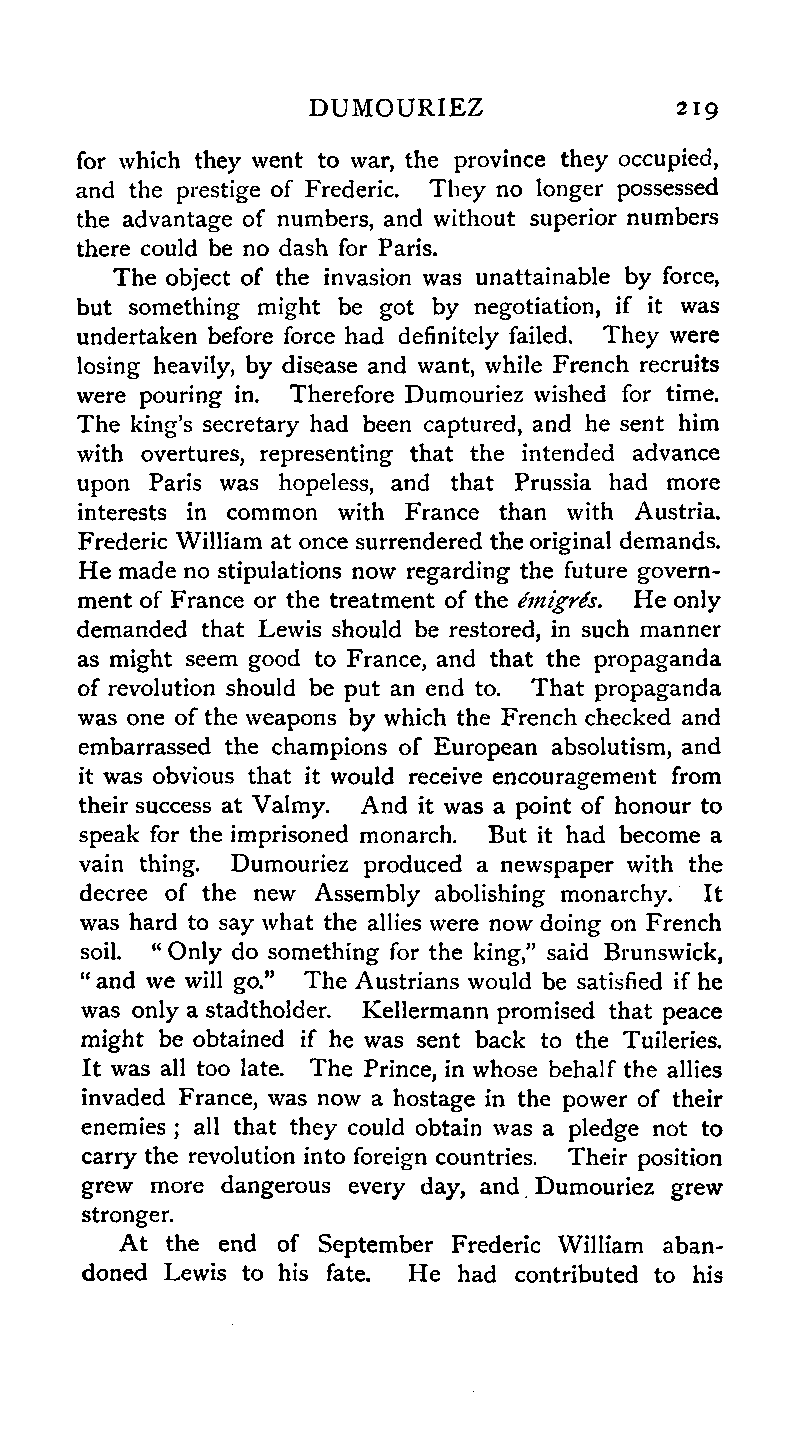 DUMOURIEZ 219
for which they went to war, the province they occupied,
and the prestige of Frederic. They no longer possessed
the advantage of numbers, and without superior numbers
there could be no dash for Paris.
The object of the invasion was unattainable by force,
but something might be got by negotiation, if it was
undertaken before force had definitely failed. They were
losing heavily, by disease and want, while French recruits
were pouring in. Therefore Dumouriez wished for time.
The king's secretary had been captured, and he sent him
with overtures, representing that the intended advance
upon Paris was hopeless, and that Prussia had more
interests in common with France than with Austria.
Frederic William at once surrendered the original demands.
He made no stipulations now regarding the future govern-
ment of France or the treatment of the émigrés. He only
demanded that Lewis should be restored, in such manner
as might seem good to France, and that the propaganda
of revolution should be put an end to. That propaganda
was one of the weapons by which the French checked and
embarrassed the champions of European absolutism, and
it was obvious that it would receive encouragement from
their success at Valmy. And it was a point of honour to
speak for the imprisoned monarch. But it had become a
vain thing. Dumouriez produced a newspaper with the
decree of the new Assembly abolishing monarchy. It
was hard to say what the allies were now doing on French
soil. “Only do something for the king,” said Brunswick,
“and we will go.” The Austrians would be satisfied if he
was only a stadtholder. Kellermann promised that peace
might be obtained if he was sent back to the Tuileries.
It was all too late. The Prince, in whose behalf the allies
invaded France, was now a hostage in the power of their
enemies ; all that they could obtain was a pledge not to
carry the revolution into foreign countries. Their position
grew more dangerous every day, and Dumouriez grew
stronger.
At the end of September Frederic William aban-
doned Lewis to his fate. He had contributed to his